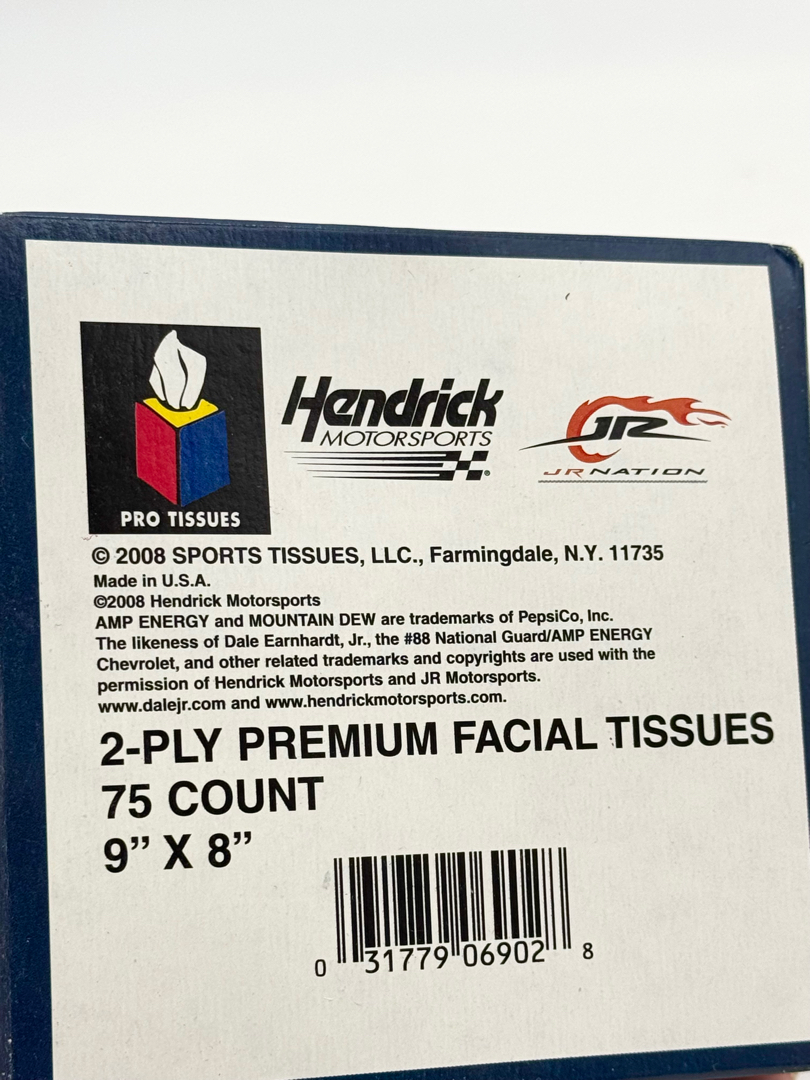 PRO TISSUES
Hendrick
MOTORSPORTS
JR
JR NATION
© 2008 SPORTS TISSUES, LLC., Farmingdale, N.Y. 11735
Made in U.S.A.
©2008 Hendrick Motorsports
AMP ENERGY and MOUNTAIN DEW are trademarks of PepsiCo, Inc.
The likeness of Dale Earnhardt, Jr., the #88 National Guard/AMP ENERGY
Chevrolet, and other related trademarks and copyrights are used with the
permission of Hendrick Motorsports and JR Motorsports.
www.dalejr.com and www.hendrickmotorsports.com.
2-PLY PREMIUM FACIAL TISSUES
75 COUNT
9” X 8”
0 31779 06902 8